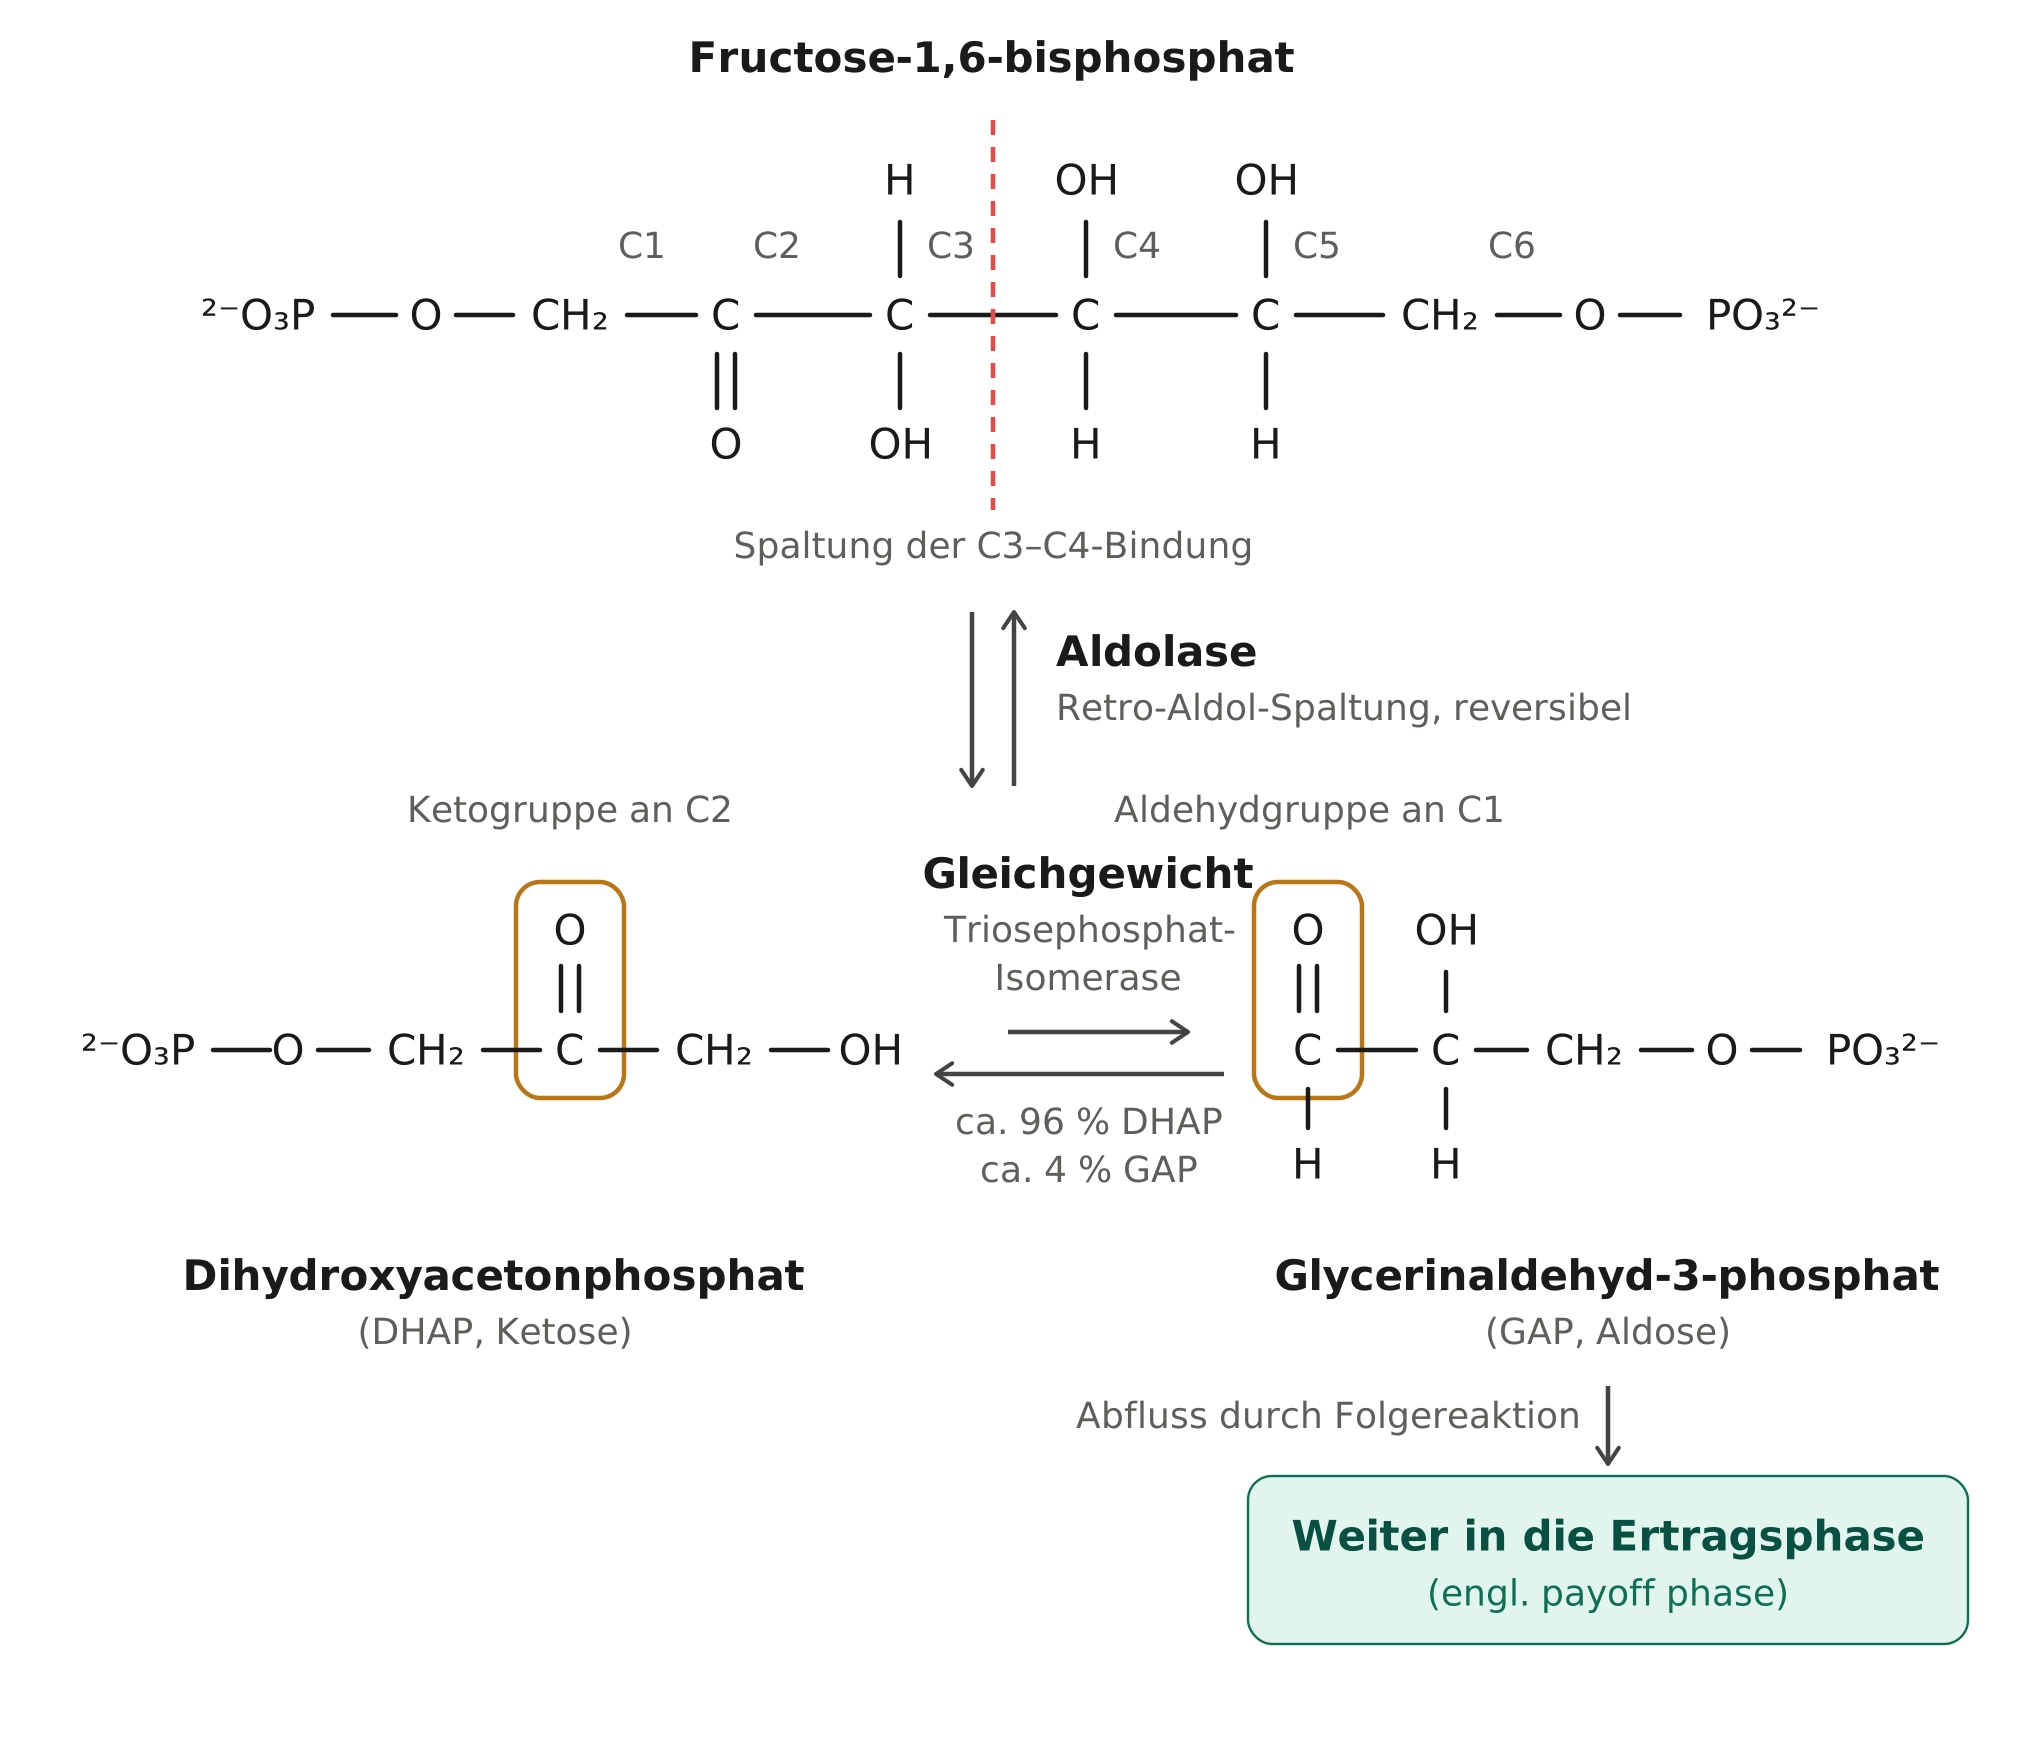 Fructose-1,6-bisphosphat
H OH OH
C1 C2 C3 C4 C5 C6
²⁻O₃P O CH₂ C C C C CH₂ O PO₃²⁻
O OH H H
Spaltung der C3–C4-Bindung
Aldolase
Retro-Aldol-Spaltung, reversibel
Ketogruppe an C2
Aldehydgruppe an C1
Gleichgewicht
Triosephosphat-
Isomerase
O
²⁻O₃P O CH₂ C CH₂ OH
ca. 96 % DHAP
ca. 4 % GAP
O OH
C C CH₂ O PO₃²⁻
H H
Dihydroxyacetonphosphat
(DHAP, Ketose)
Glycerinaldehyd-3-phosphat
(GAP, Aldose)
Abfluss durch Folgereaktion
Weiter in die Ertragsphase
(engl. payoff phase)